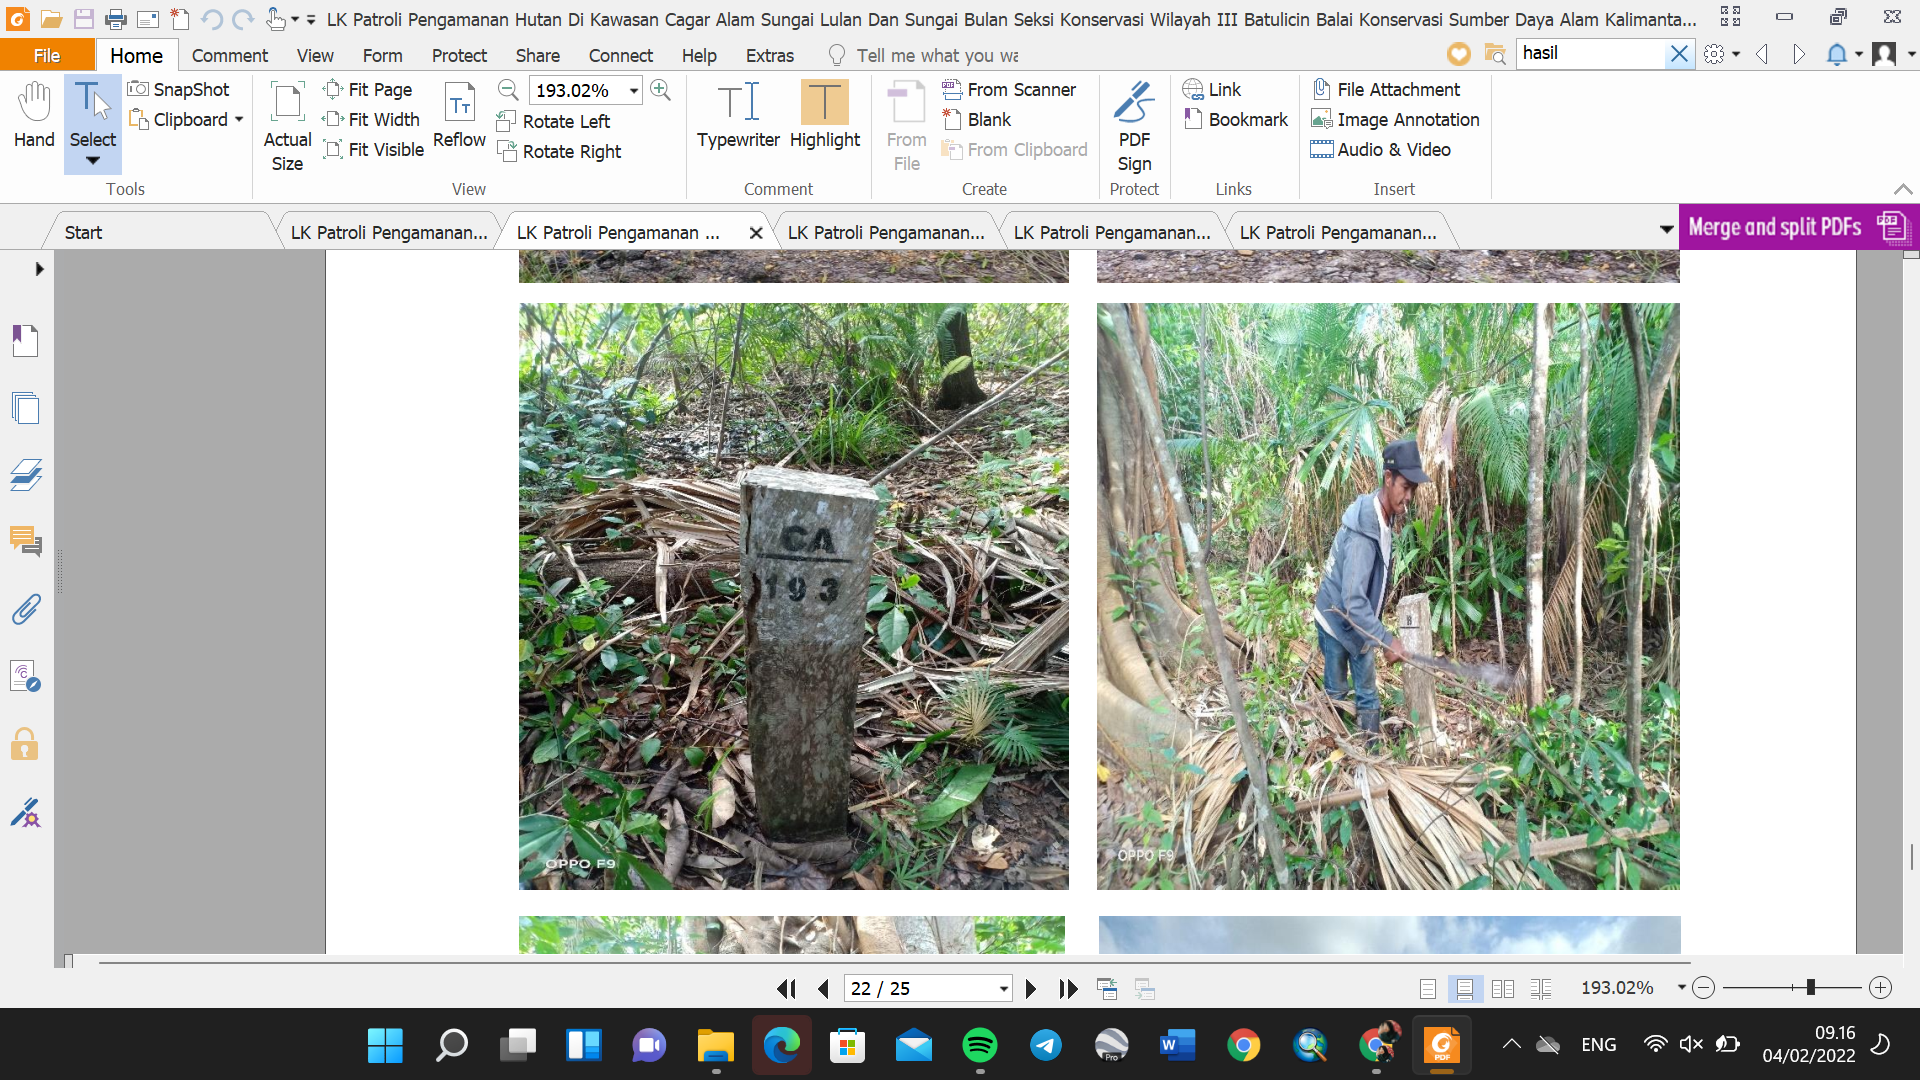 LK Patroli Pengamanan Hutan Di Kawasan Cagar Alam Sungai Lulan Dan Sungai Bulan Seksi Konservasi Wilayah III Batulicin Balai Konservasi Sumber Daya Alam Kalimanta...
File Home Comment View Form Protect Share Connect Help Extras Tell me what you wa
hasil
Hand
Select
SnapShot
Clipboard
Tools
Actual Size
Fit Page
Fit Width
Fit Visible
Reflow
193.02%
Rotate Left
Rotate Right
View
Typewriter
Highlight
Comment
From File
From Scanner
Blank
From Clipboard
Create
PDF Sign
Protect
Link
Bookmark
Links
File Attachment
Image Annotation
Audio & Video
Insert
Start
LK Patroli Pengamanan...
LK Patroli Pengamanan ...
LK Patroli Pengamanan...
LK Patroli Pengamanan...
LK Patroli Pengamanan...
Merge and split PDFs
CA
193
OPPO F9
B
OPPO F9
22 / 25
193.02%
Pro
W
PDF
ENG
09.16
04/02/2022